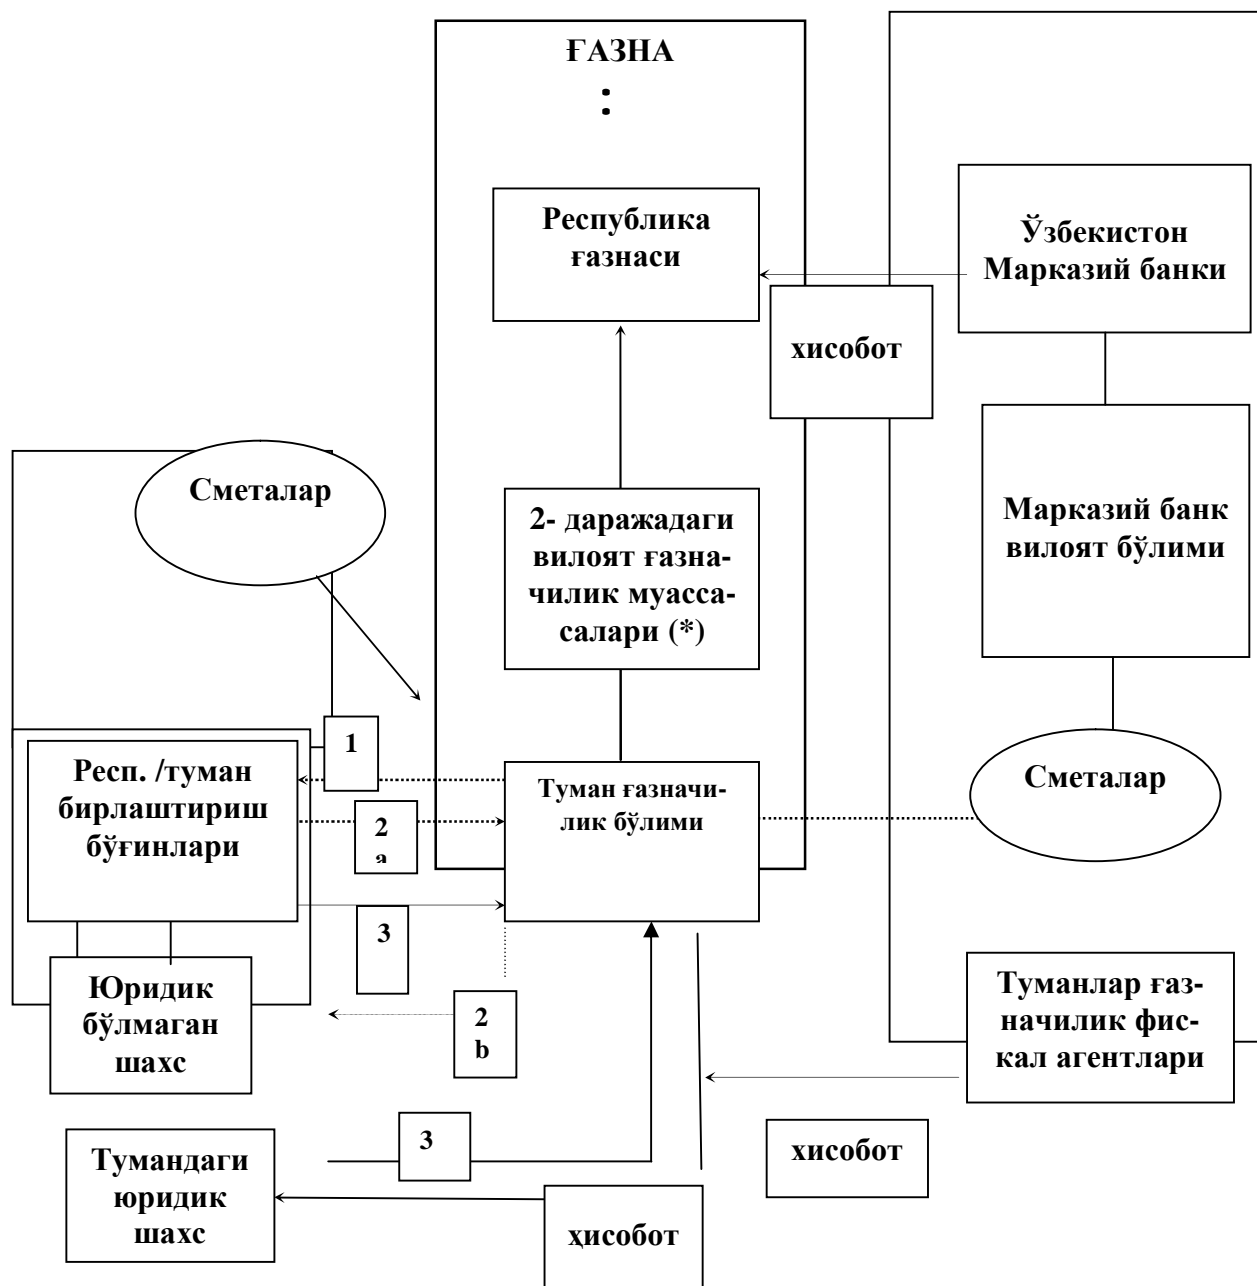 ҒАЗНА
:
Республика
ғазнаси
Ўзбекистон
Марказий банки
хисобот
Сметалар
2- даражадаги
вилоят ғазна-
чилик муасса-
салари (*)
Марказий банк
вилоят бўлими
1
Респ. /туман
бирлаштириш
бўғинлари
Туман ғазначи-
лик бўлими
Сметалар
2
a
3
Юридик
бўлмаган
шахс
2
b
Туманлар ғаз-
начилик фис-
кал агентлари
3
Тумандаги
юридик
шахс
хисобот
ҳисобот